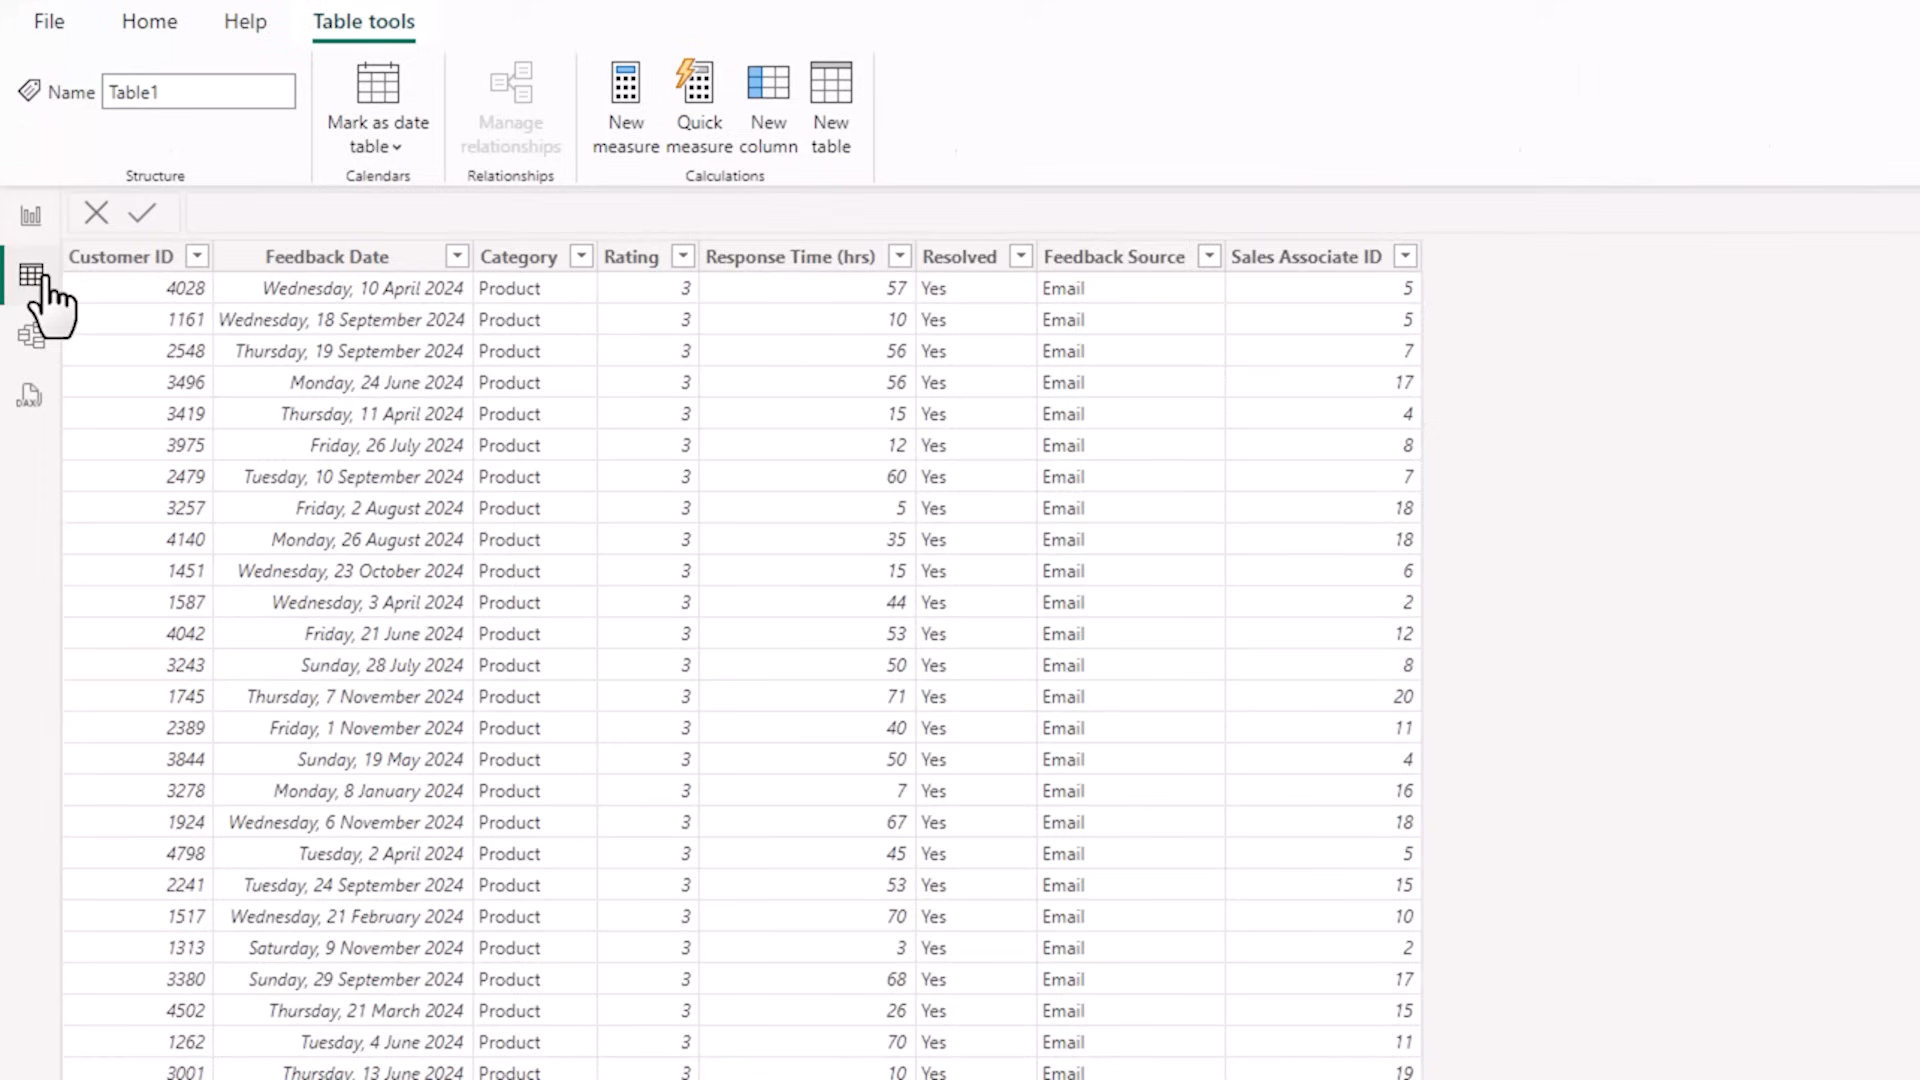 File Home Help Table tools
Name Table1
Mark as date table
Manage relationships
New measure
Quick measure
New column
New table
Structure Calendars Relationships Calculations
DAX
Customer ID Feedback Date Category Rating Response Time (hrs) Resolved Feedback Source Sales Associate ID
4028 Wednesday, 10 April 2024 Product 3 57 Yes Email 5
1161 Wednesday, 18 September 2024 Product 3 10 Yes Email 5
2548 Thursday, 19 September 2024 Product 3 56 Yes Email 7
3496 Monday, 24 June 2024 Product 3 56 Yes Email 17
3419 Thursday, 11 April 2024 Product 3 15 Yes Email 4
3975 Friday, 26 July 2024 Product 3 12 Yes Email 8
2479 Tuesday, 10 September 2024 Product 3 60 Yes Email 7
3257 Friday, 2 August 2024 Product 3 5 Yes Email 18
4140 Monday, 26 August 2024 Product 3 35 Yes Email 18
1451 Wednesday, 23 October 2024 Product 3 15 Yes Email 6
1587 Wednesday, 3 April 2024 Product 3 44 Yes Email 2
4042 Friday, 21 June 2024 Product 3 53 Yes Email 12
3243 Sunday, 28 July 2024 Product 3 50 Yes Email 8
1745 Thursday, 7 November 2024 Product 3 71 Yes Email 20
2389 Friday, 1 November 2024 Product 3 40 Yes Email 11
3844 Sunday, 19 May 2024 Product 3 50 Yes Email 4
3278 Monday, 8 January 2024 Product 3 7 Yes Email 16
1924 Wednesday, 6 November 2024 Product 3 67 Yes Email 18
4798 Tuesday, 2 April 2024 Product 3 45 Yes Email 5
2241 Tuesday, 24 September 2024 Product 3 53 Yes Email 15
1517 Wednesday, 21 February 2024 Product 3 70 Yes Email 10
1313 Saturday, 9 November 2024 Product 3 3 Yes Email 2
3380 Sunday, 29 September 2024 Product 3 68 Yes Email 17
4502 Thursday, 21 March 2024 Product 3 26 Yes Email 15
1262 Tuesday, 4 June 2024 Product 3 70 Yes Email 11
3001 Thursday, 13 June 2024 Product 3 10 Yes Email 19